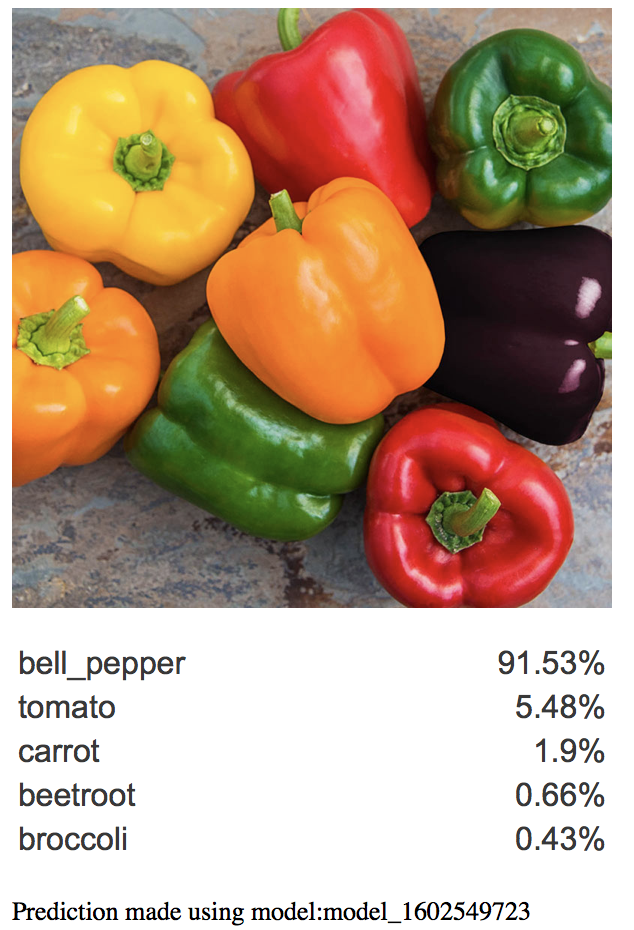 bell_pepper 91.53%
tomato 5.48%
carrot 1.9%
beetroot 0.66%
broccoli 0.43%
Prediction made using model:model_1602549723